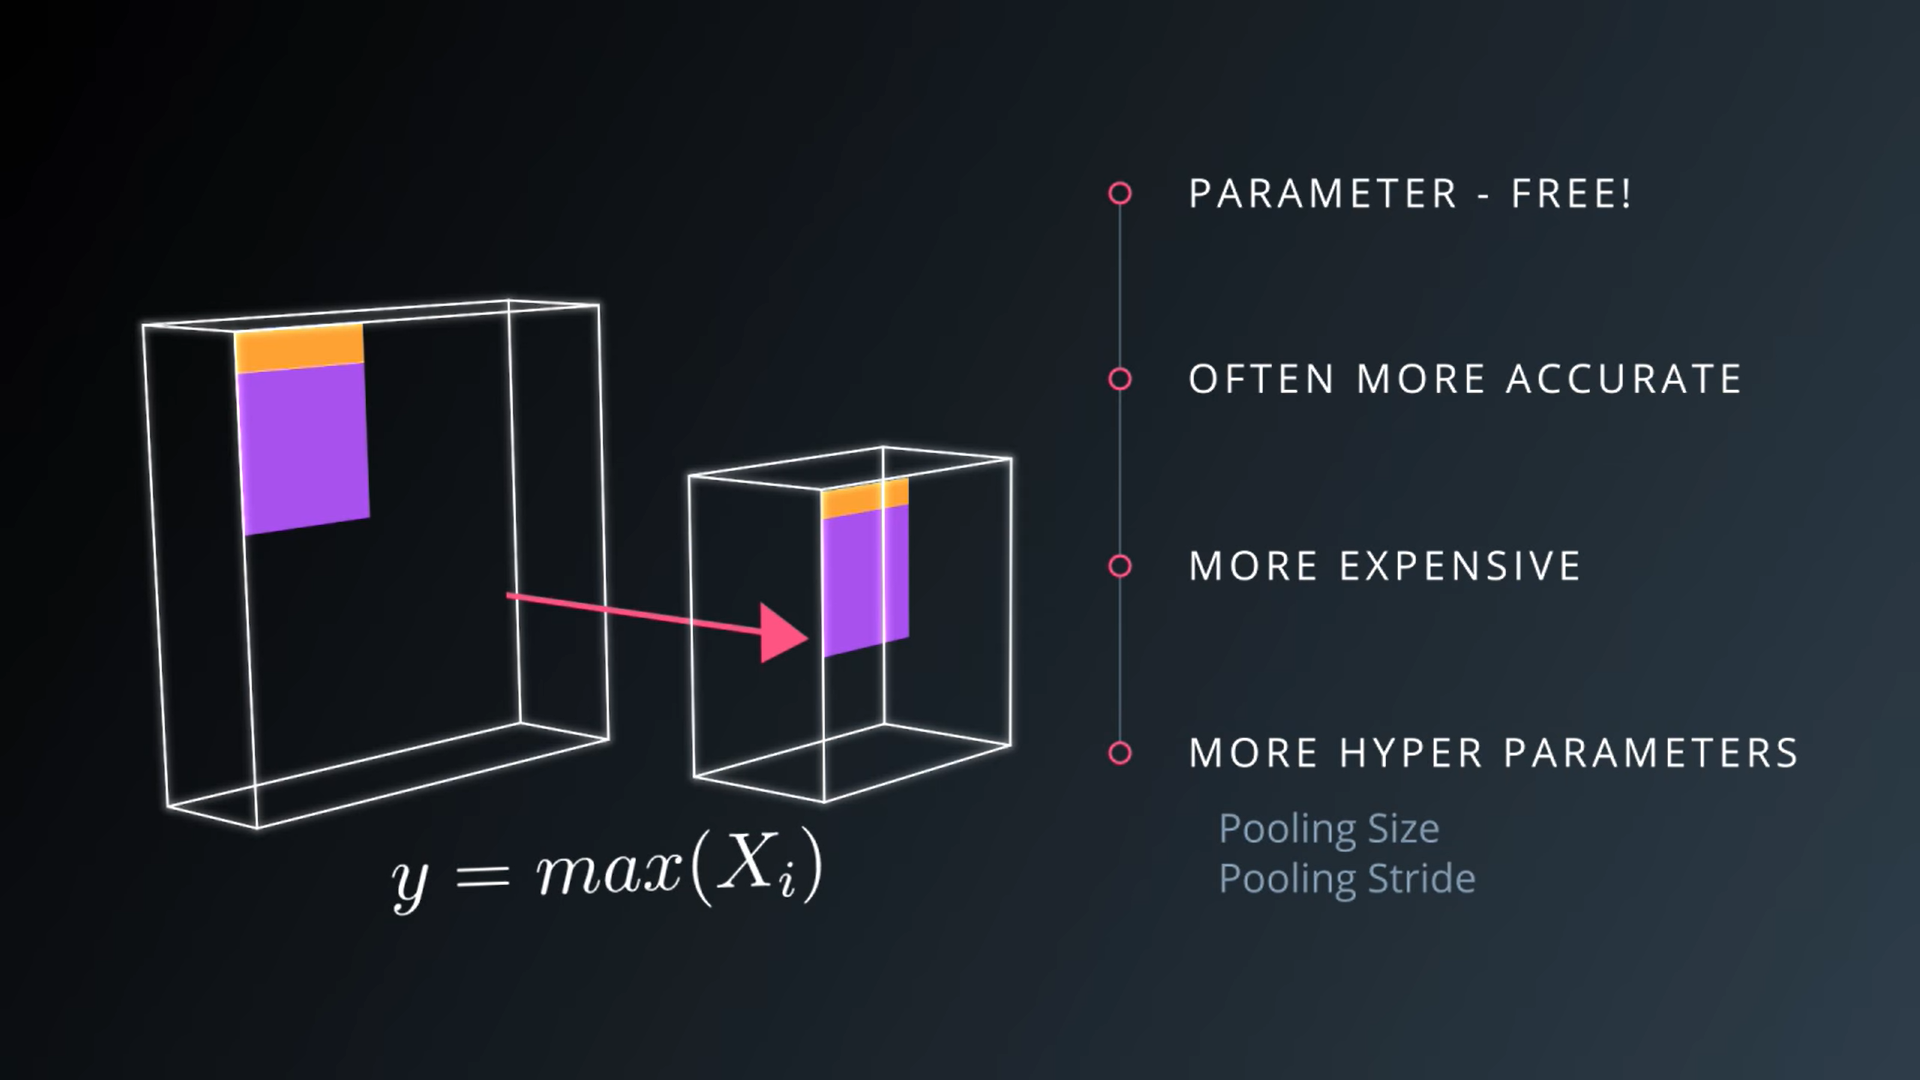 PARAMETER - FREE!
OFTEN MORE ACCURATE
MORE EXPENSIVE
MORE HYPER PARAMETERS
Pooling Size
Pooling Stride
y = max(X_i)